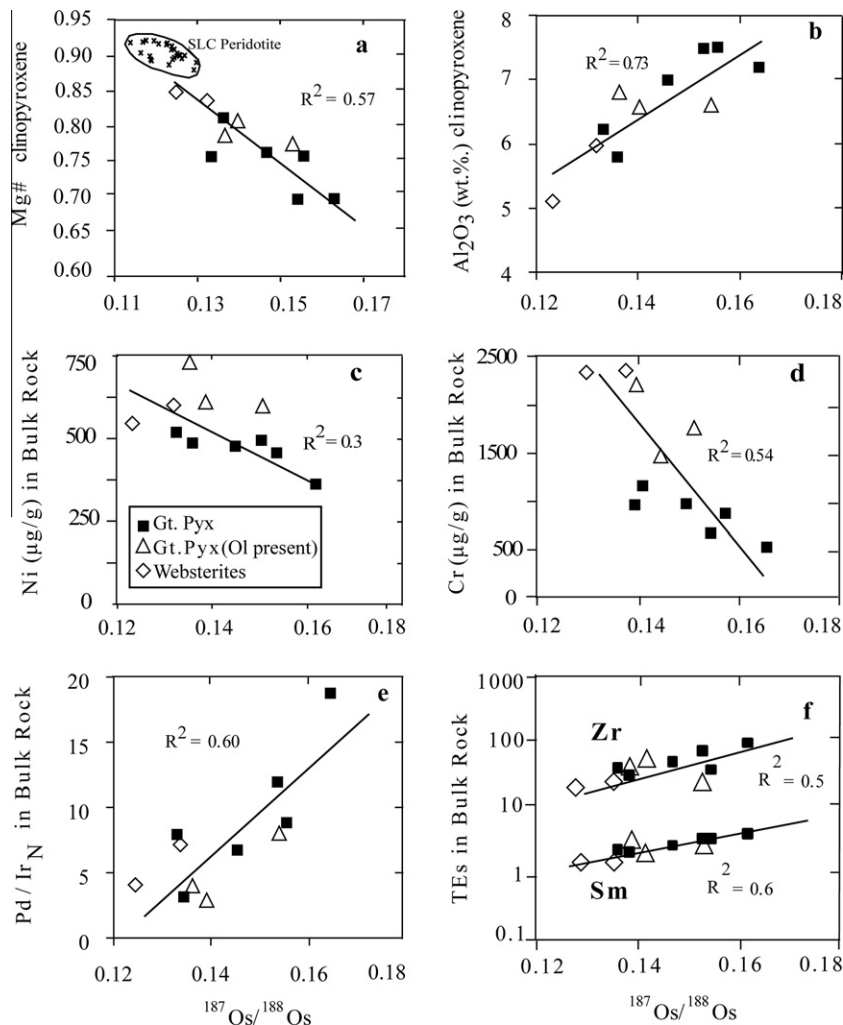 a
SLC Peridotite
R² = 0.57
Mg# clinopyroxene
0.95
0.90
0.85
0.80
0.75
0.70
0.65
0.60
0.11
0.13
0.15
0.17
b
R² = 0.73
Al₂O₃ (wt.%.) clinopyroxene
8
7
6
5
4
0.12
0.14
0.16
0.18
c
R² = 0.3
Ni (µg/g) in Bulk Rock
750
500
250
0
Gt. Pyx
Gt.Pyx(Ol present)
Websterites
0.12
0.14
0.16
0.18
d
R² = 0.54
Cr (µg/g) in Bulk Rock
2500
1500
500
0
0.12
0.14
0.16
0.18
e
R² = 0.60
Pd / Ir N in Bulk Rock
20
15
10
5
0
0.12
0.14
0.16
0.18
¹⁸⁷Os/¹⁸⁸Os
f
Zr
R² = 0.5
Sm
R² = 0.6
TEs in Bulk Rock
1000
100
10
1
0.1
0.12
0.14
0.16
0.18
¹⁸⁷Os/¹⁸⁸Os